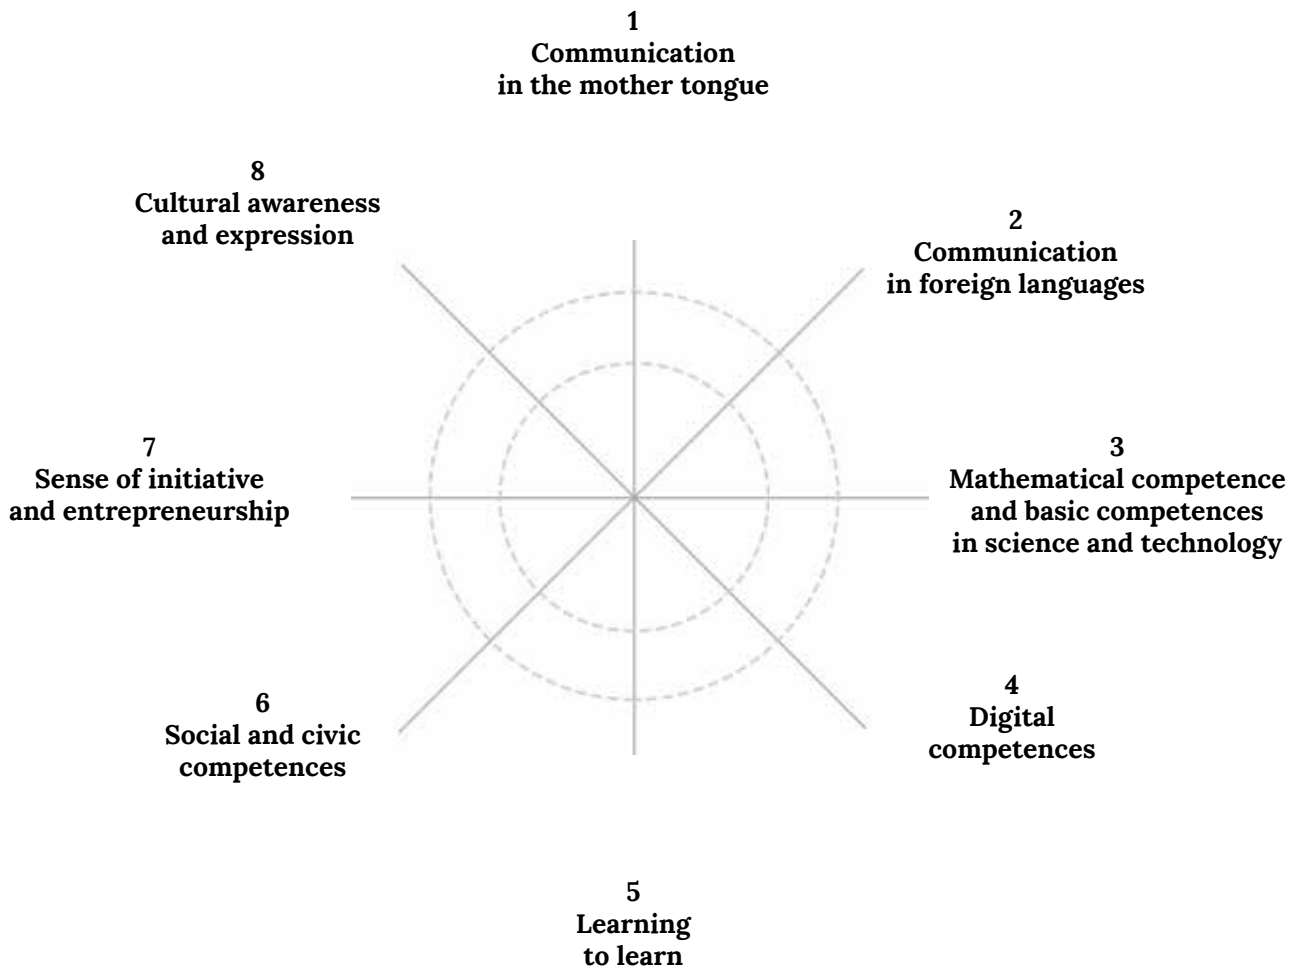 1
Communication
in the mother tongue
8
Cultural awareness
and expression
2
Communication
in foreign languages
7
Sense of initiative
and entrepreneurship
3
Mathematical competence
and basic competences
in science and technology
6
Social and civic
competences
4
Digital
competences
5
Learning
to learn